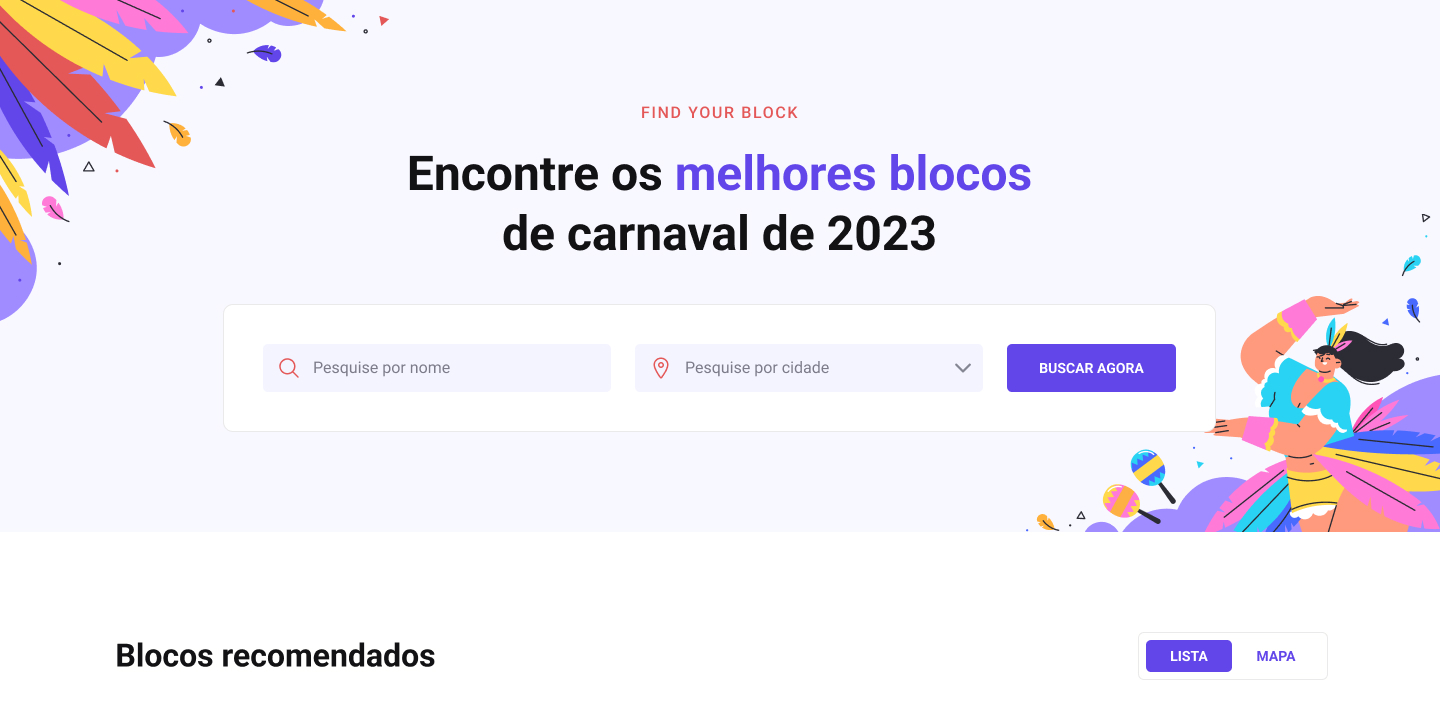 FIND YOUR BLOCK
Encontre os melhores blocos
de carnaval de 2023
Pesquise por nome
Pesquise por cidade
BUSCAR AGORA
Blocos recomendados
LISTA
MAPA